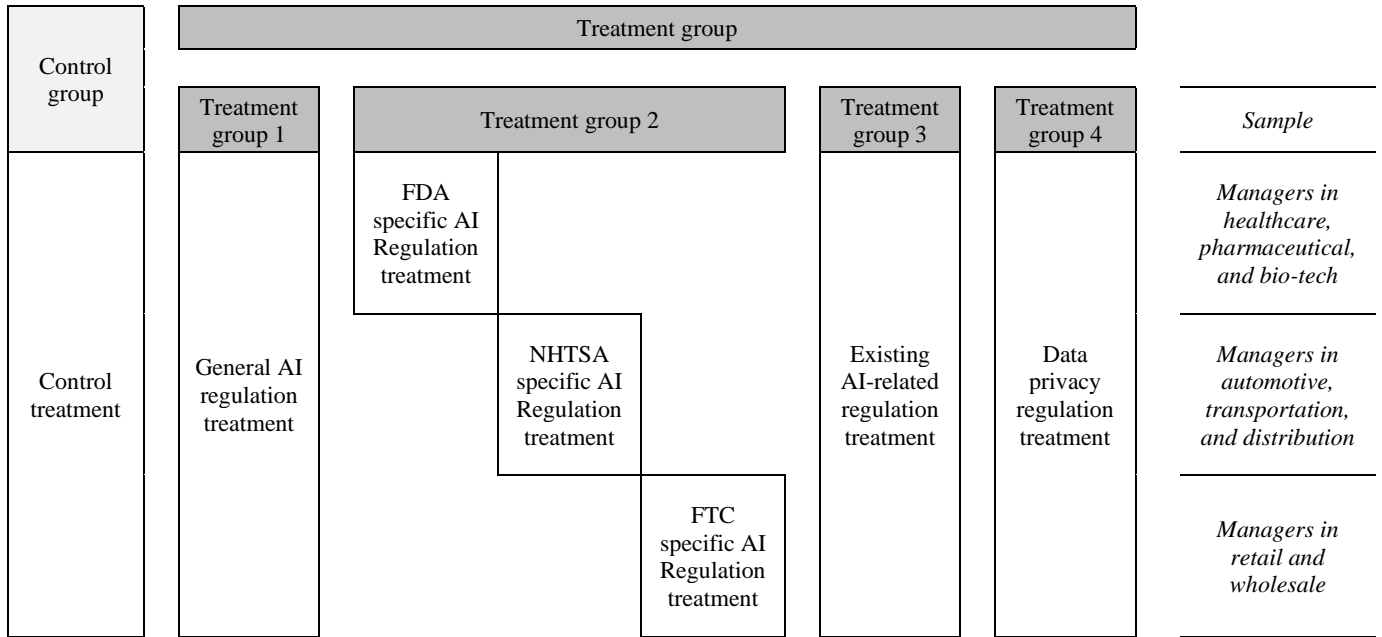 Control
group
Treatment group
Treatment
group 1
Treatment group 2
Treatment
group 3
Treatment
group 4
Sample
Control
treatment
General AI
regulation
treatment
FDA
specific AI
Regulation
treatment
NHTSA
specific AI
Regulation
treatment
FTC
specific AI
Regulation
treatment
Existing
AI-related
regulation
treatment
Data
privacy
regulation
treatment
Managers in
healthcare,
pharmaceutical,
and bio-tech
Managers in
automotive,
transportation,
and distribution
Managers in
retail and
wholesale